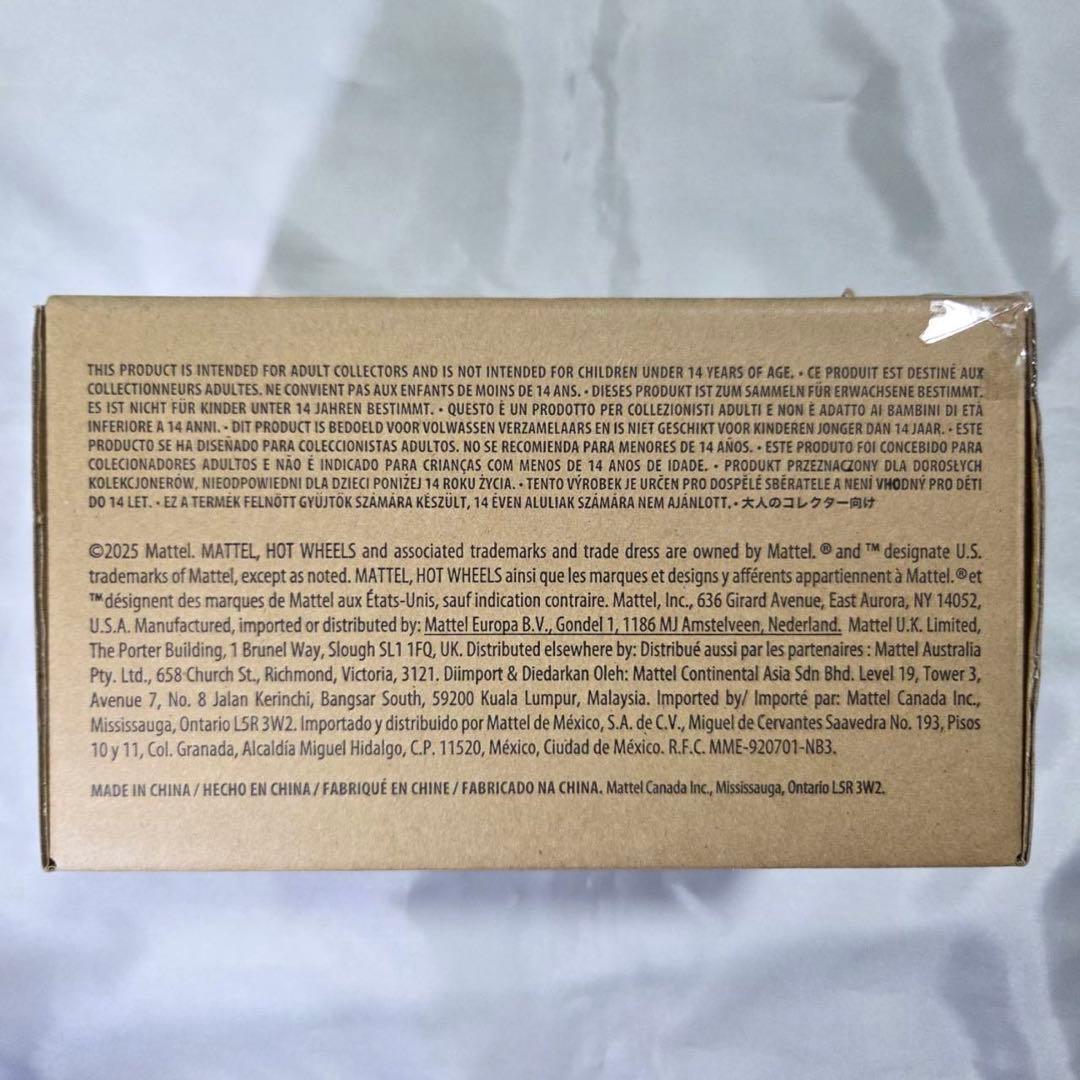 THIS PRODUCT IS INTENDED FOR ADULT COLLECTORS AND IS NOT INTENDED FOR CHILDREN UNDER 14 YEARS OF AGE. • CE PRODUIT EST DESTINÉ AUX
COLLECTIONNEURS ADULTES. NE CONVIENT PAS AUX ENFANTS DE MOINS DE 14 ANS. • DIESES PRODUKT IST ZUM SAMMELN FÜR ERWACHSENE BESTIMMT.
ES IST NICHT FÜR KINDER UNTER 14 JAHREN BESTIMMT. • QUESTO È UN PRODOTTO PER COLLEZIONISTI ADULTI E NON È ADATTO AI BAMBINI DI ETÀ
INFERIORE A 14 ANNI. • DIT PRODUCT IS BEDOELD VOOR VOLWASSEN VERZAMELAARS EN IS NIET GESCHIKT VOOR KINDEREN JONGER DAN 14 JAAR. • ESTE
PRODUCTO SE HA DISEÑADO PARA COLECCIONISTAS ADULTOS. NO SE RECOMIENDA PARA MENORES DE 14 AÑOS. • ESTE PRODUTO FOI CONCEBIDO PARA
COLECIONADORES ADULTOS E NÃO É INDICADO PARA CRIANÇAS COM MENOS DE 14 ANOS DE IDADE. • PRODUKT PRZEZNACZONY DLA DOROSŁYCH
KOLEKCJONERÓW, NIEODPOWIEDNI DLA DZIECI PONIŻEJ 14 ROKU ŻYCIA. • TENTO VÝROBEK JE URČEN PRO DOSPĚLÉ SBĚRATELE A NENÍ VHODNÝ PRO DĚTI
DO 14 LET. • EZ A TERMÉK FELNŐTT GYŰJTŐK SZÁMÁRA KÉSZÜLT, 14 ÉVEN ALULIAK SZÁMÁRA NEM AJÁNLOTT. • 大人のコレクター向け
©2025 Mattel. MATTEL, HOT WHEELS and associated trademarks and trade dress are owned by Mattel. ® and ™ designate U.S.
trademarks of Mattel, except as noted. MATTEL, HOT WHEELS ainsi que les marques et designs y afférents appartiennent à Mattel. ® et
™ désignent des marques de Mattel aux États-Unis, sauf indication contraire. Mattel, Inc., 636 Girard Avenue, East Aurora, NY 14052,
U.S.A. Manufactured, imported or distributed by: Mattel Europa B.V., Gondel 1, 1186 MJ Amstelveen, Nederland. Mattel U.K. Limited,
The Porter Building, 1 Brunel Way, Slough SL1 1FQ, UK. Distributed elsewhere by: Distribué aussi par les partenaires : Mattel Australia
Pty. Ltd., 658 Church St., Richmond, Victoria, 3121. Diimport & Diedarkan Oleh: Mattel Continental Asia Sdn Bhd. Level 19, Tower 3,
Avenue 7, No. 8 Jalan Kerinchi, Bangsar South, 59200 Kuala Lumpur, Malaysia. Imported by/ Importé par: Mattel Canada Inc.,
Mississauga, Ontario L5R 3W2. Importado y distribuido por Mattel de México, S.A. de C.V., Miguel de Cervantes Saavedra No. 193, Pisos
10 y 11, Col. Granada, Alcaldía Miguel Hidalgo, C.P. 11520, México, Ciudad de México. R.F.C. MME-920701-NB3.
MADE IN CHINA / HECHO EN CHINA / FABRIQUÉ EN CHINE / FABRICADO NA CHINA. Mattel Canada Inc., Mississauga, Ontario L5R 3W2.